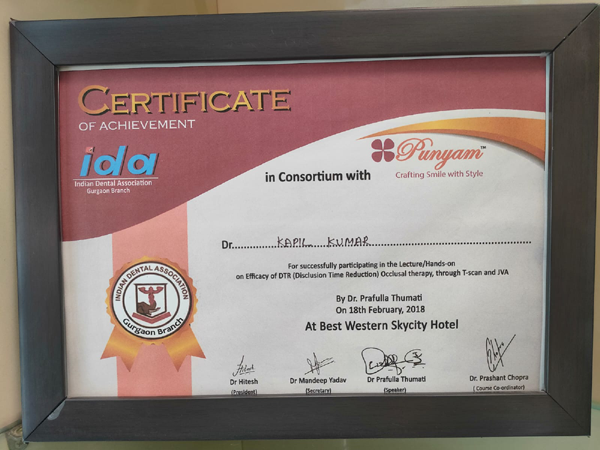 CERTIFICATE
OF ACHIEVEMENT
ida
Indian Dental Association
Gurgaon Branch
in Consortium with
Punyam™
Crafting Smile with Style
Dr. KAPIL KUMAR
For successfully participating in the Lecture/Hands-on
on Efficacy of DTR (Disclusion Time Reduction) Occlusal therapy, through T-scan and JVA
By Dr. Prafulla Thumati
On 18th February, 2018
At Best Western Skycity Hotel
INDIAN DENTAL ASSOCIATION
Gurgaon Branch
Dr Hitesh
(President)
Dr Mandeep Yadav
(Secretary)
Dr Prafulla Thumati
(Speaker)
Dr. Prashant Chopra
( Course Co-ordinator)